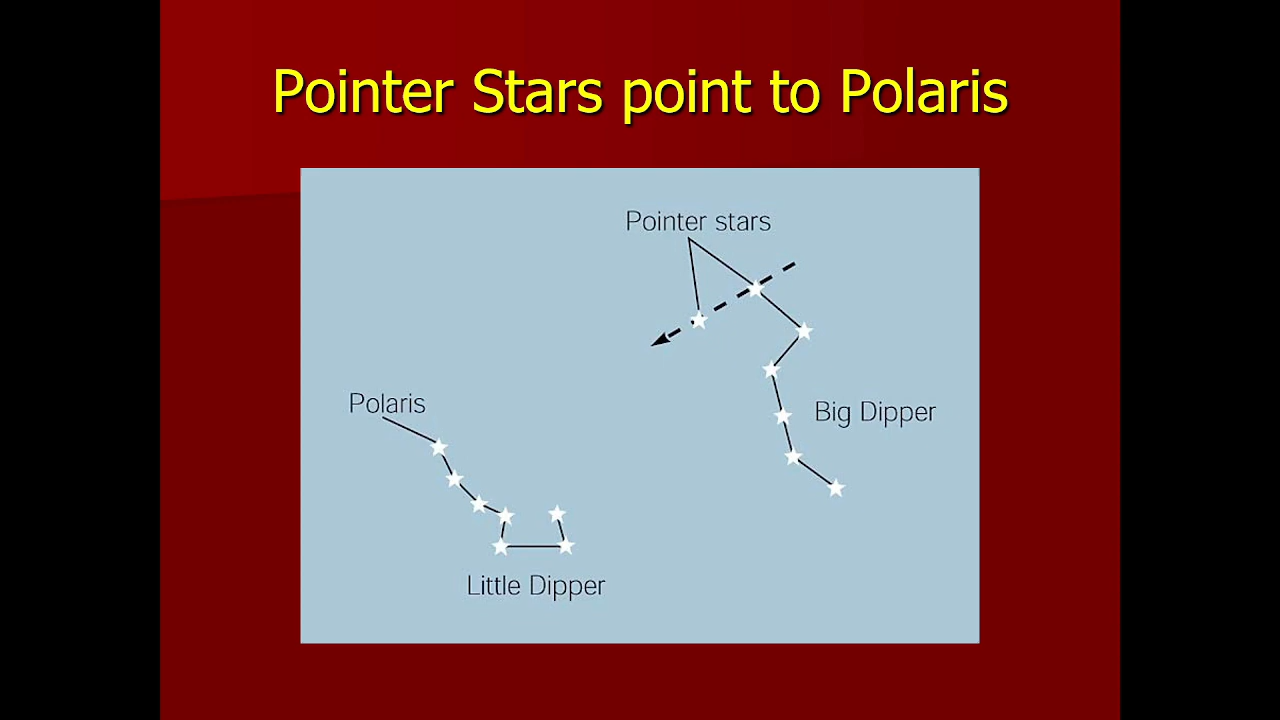 Pointer Stars point to Polaris
Pointer stars
Polaris
Big Dipper
Little Dipper